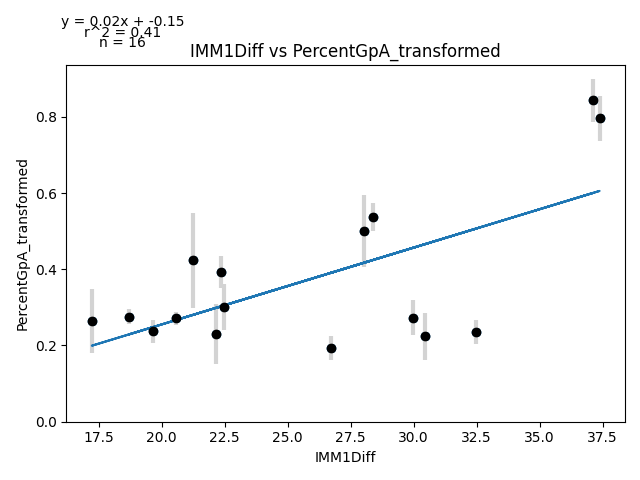 y = 0.02x + -0.15
r^2 = 0.41
n = 16
IMM1Diff vs PercentGpA_transformed
PercentGpA_transformed
0.8
0.6
0.4
0.2
0.0
17.5 20.0 22.5 25.0 27.5 30.0 32.5 35.0 37.5
IMM1Diff